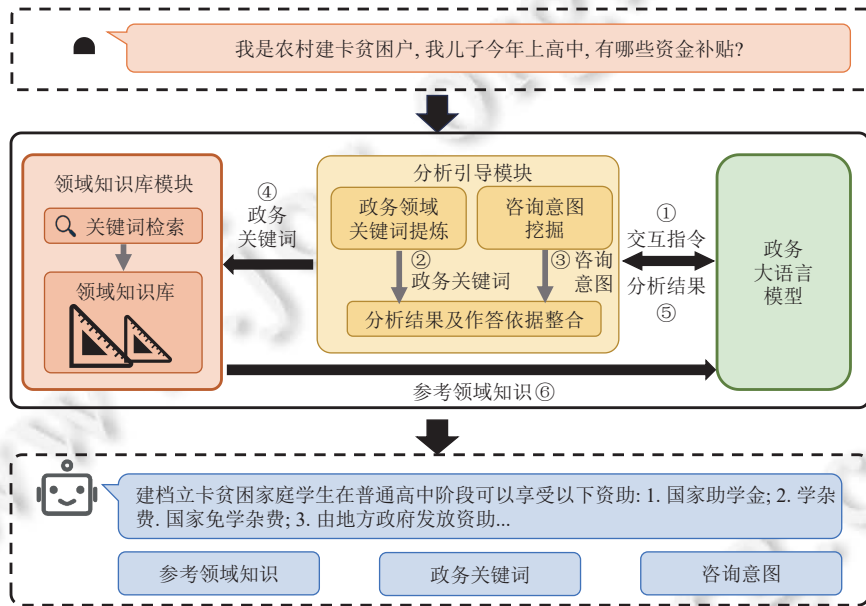 我是农村建卡贫困户, 我儿子今年上高中, 有哪些资金补贴?
领域知识库模块
关键词检索
领域知识库
④
政务
关键词
分析引导模块
政务领域
关键词提炼
咨询意图
挖掘
②
政务关键词
③ 咨询
意图
分析结果及作答依据整合
①
交互指令
分析结果
⑤
政务
大语言
模型
参考领域知识⑥
建档立卡贫困家庭学生在普通高中阶段可以享受以下资助: 1. 国家助学金; 2. 学杂
费. 国家免学杂费; 3. 由地方政府发放资助...
参考领域知识
政务关键词
咨询意图